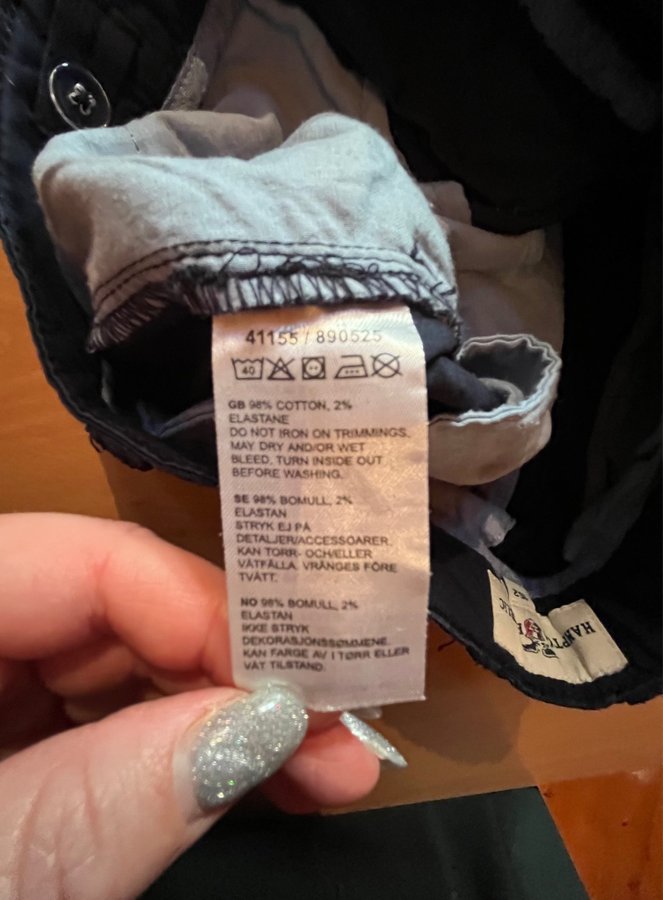 41155 / 890525
40
GB 98% COTTON, 2%
ELASTANE
DO NOT IRON ON TRIMMINGS.
MAY DRY AND/OR WET
BLEED. TURN INSIDE OUT
BEFORE WASHING.
SE 98% BOMULL, 2%
ELASTAN
STRYK EJ PÅ
DETALJER/ACCESSOARER.
KAN TORR- OCH/ELLER
VÄTFÄLLA. VRÄNGES FÖRE
TVÄTT.
NO 98% BOMULL, 2%
ELASTAN
IKKE STRYK
DEKORASJONSSØMMENE.
KAN FARGE AV I TØRR ELLER
VÅT TILSTAND.